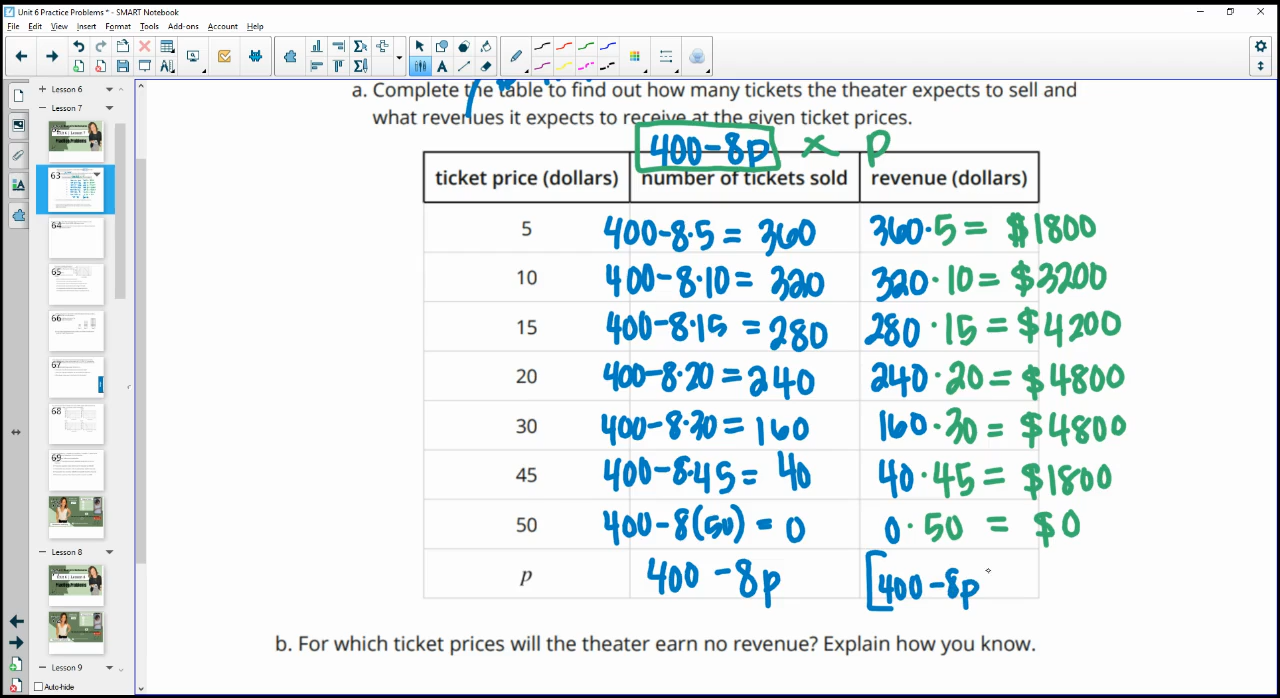 Unit 6 Practice Problems * - SMART Notebook
File Edit View Insert Format Tools Add-ons Account Help
Lesson 6
Lesson 7
63
64
65
66
67
68
69
Lesson 8
Lesson 9
Auto-hide
a. Complete the table to find out how many tickets the theater expects to sell and
what revenues it expects to receive at the given ticket prices.
400-8p × p
ticket price (dollars) number of tickets sold revenue (dollars)
5 400-8·5 = 360 360·5 = $1800
10 400-8·10 = 320 320·10 = $3200
15 400-8·15 = 280 280·15 = $4200
20 400-8·20 = 240 240·20 = $4800
30 400-8·30 = 160 160·30 = $4800
45 400-8·45 = 40 40·45 = $1800
50 400-8(50) = 0 0·50 = $0
p 400-8p [400-8p
b. For which ticket prices will the theater earn no revenue? Explain how you know.